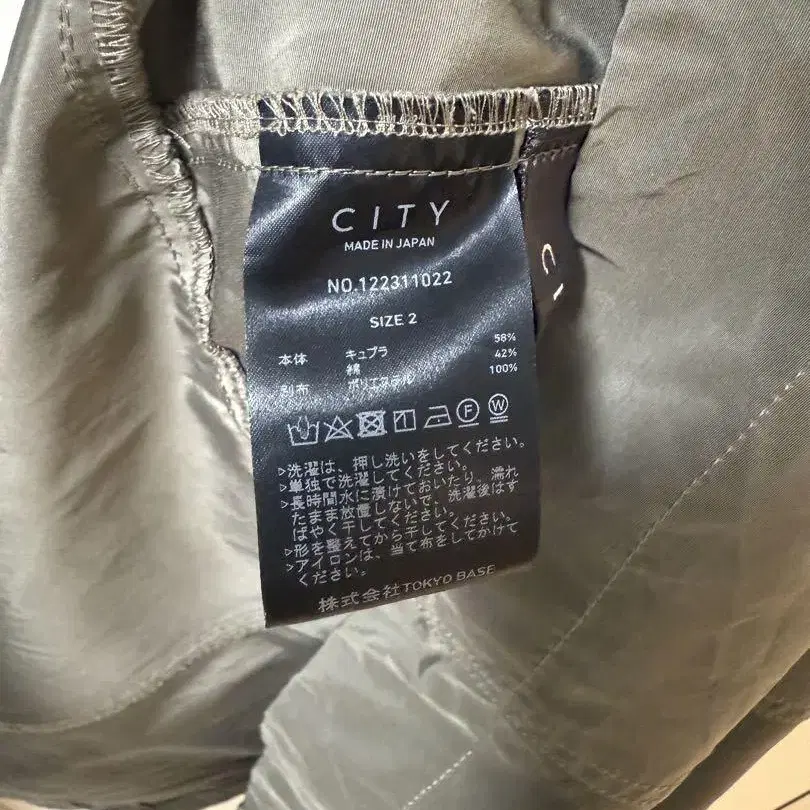 CITY
MADE IN JAPAN
NO.122311022
SIZE 2
本体 キュプラ 58%
綿 42%
別布 ポリエステル 100%
F W
▷洗濯は、押し洗いをしてください。
▷単独で洗濯してください。
▷長時間水に漬けておいたり、濡れ
たまま放置しないで、洗濯後はす
ばやく干してください。
▷形を整えてから干してください。
▷アイロンは、当て布をしてかけて
ください。
株式会社TOKYO BASE